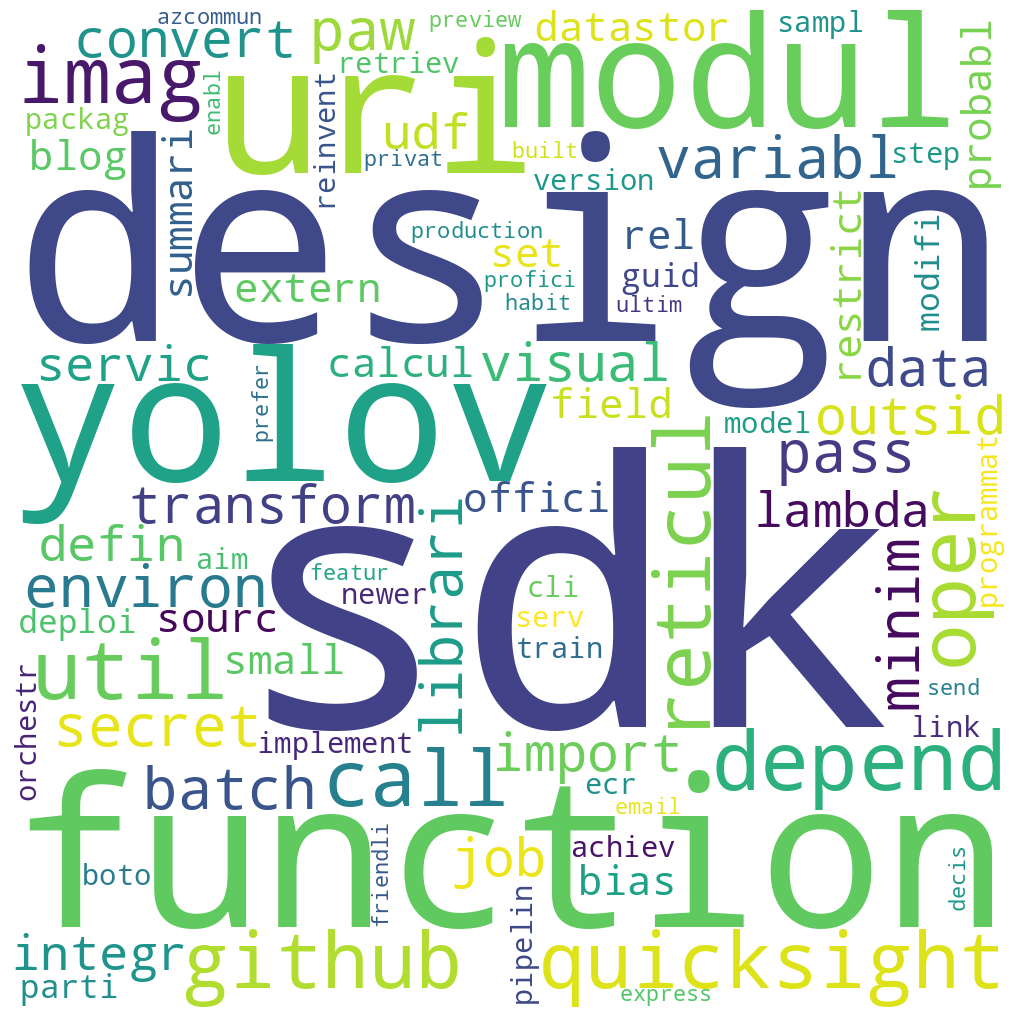 azcommun
preview
convert
paw
datastor
sampl
modul
imag
uri
retriev
enabl
reinvent
probabl
packag
udf
blog
privat
built
variabl
step
summari
version
design
production
set
rel
extern
profici
guid
habit
ultim
restrict
modifi
servic
prefer
calcul
visual
data
yolov
field
model
outsid
pass
programmat
transform
offici
reticul
lambda
oper
defin
aim
featur
librari
environ
newer
cli
minim
deploi
sourc
serv
train
sdk
util
small
orchestr
send
secret
implement
link
import
depend
batch
call
ecr
email
function
friendli
job
achiev
boto
bias
decis
integr
github
pipelin
quicksight
parti
express